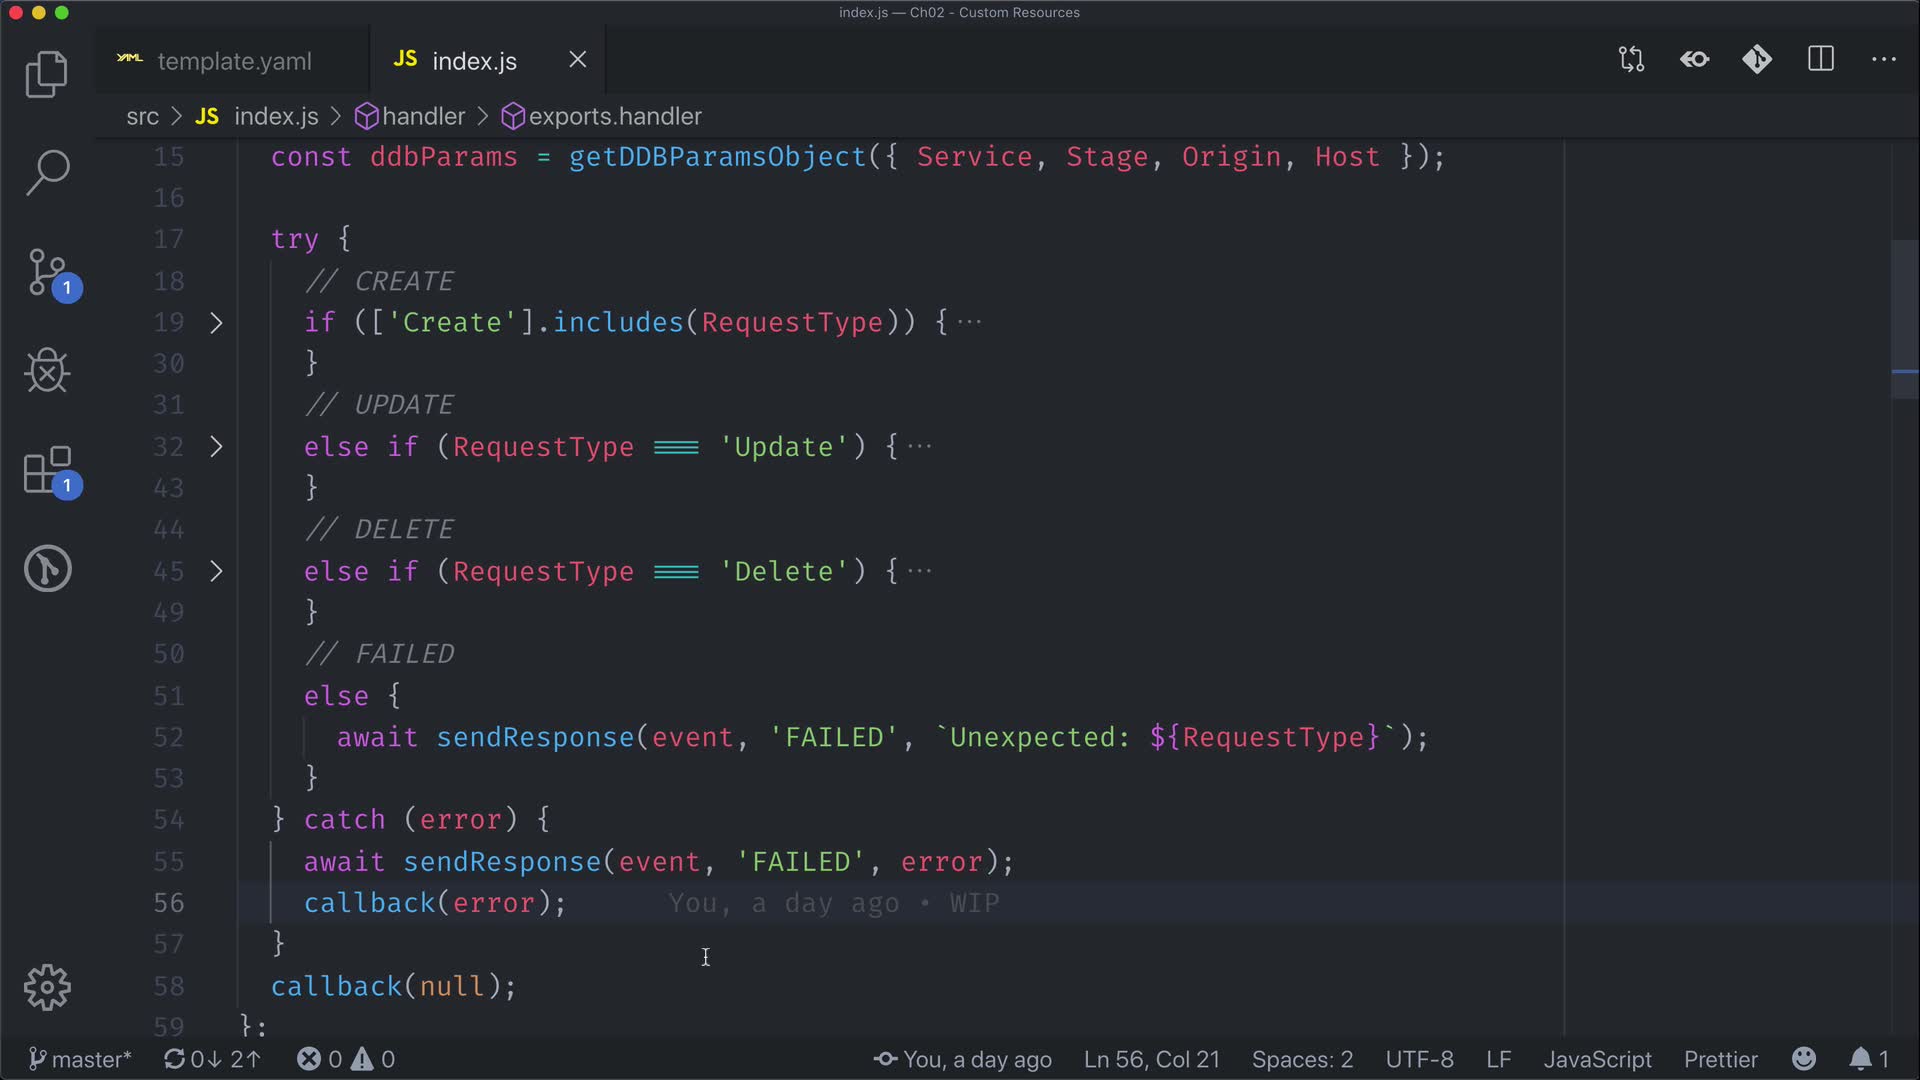 index.js — Ch02 - Custom Resources
YAML template.yaml JS index.js
src > JS index.js > handler > exports.handler
15 const ddbParams = getDDBParamsObject({ Service, Stage, Origin, Host });
16
17 try {
18 // CREATE
19 if (['Create'].includes(RequestType)) {···
30 }
31 // UPDATE
32 else if (RequestType === 'Update') {···
43 }
44 // DELETE
45 else if (RequestType === 'Delete') {···
49 }
50 // FAILED
51 else {
52 await sendResponse(event, 'FAILED', `Unexpected: ${RequestType}`);
53 }
54 } catch (error) {
55 await sendResponse(event, 'FAILED', error);
56 callback(error); You, a day ago • WIP
57 }
58 callback(null);
59 };
1
1
master* 0↓ 2↑ 0 0 You, a day ago Ln 56, Col 21 Spaces: 2 UTF-8 LF JavaScript Prettier 1